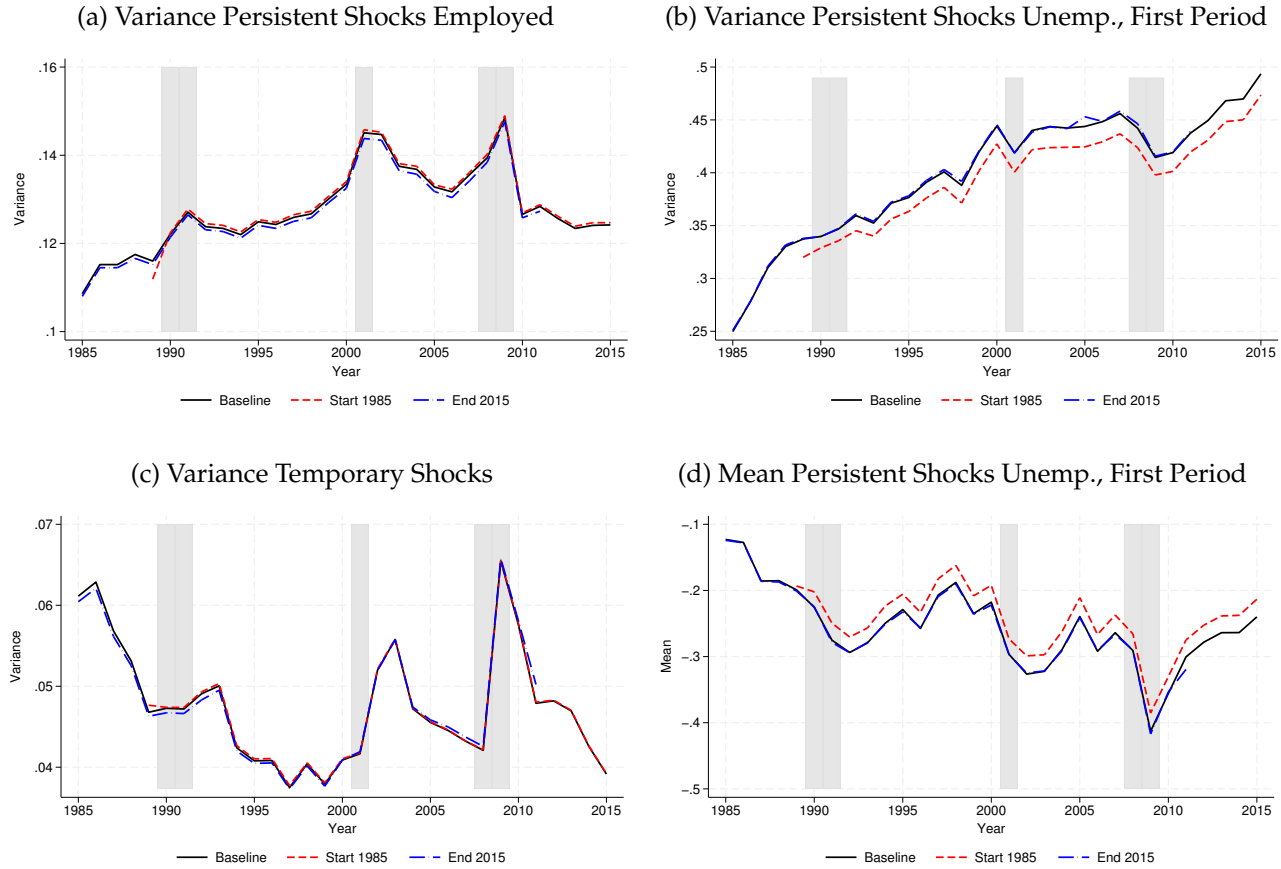 (a) Variance Persistent Shocks Employed
.16
.14
.12
.1
Variance
1985 1990 1995 2000 2005 2010 2015
Year
Baseline Start 1985 End 2015
(b) Variance Persistent Shocks Unemp., First Period
.5
.45
.4
.35
.3
.25
Variance
1985 1990 1995 2000 2005 2010 2015
Year
Baseline Start 1985 End 2015
(c) Variance Temporary Shocks
.07
.06
.05
.04
Variance
1985 1990 1995 2000 2005 2010 2015
Year
Baseline Start 1985 End 2015
(d) Mean Persistent Shocks Unemp., First Period
−.1
−.2
−.3
−.4
−.5
Mean
1985 1990 1995 2000 2005 2010 2015
Year
Baseline Start 1985 End 2015